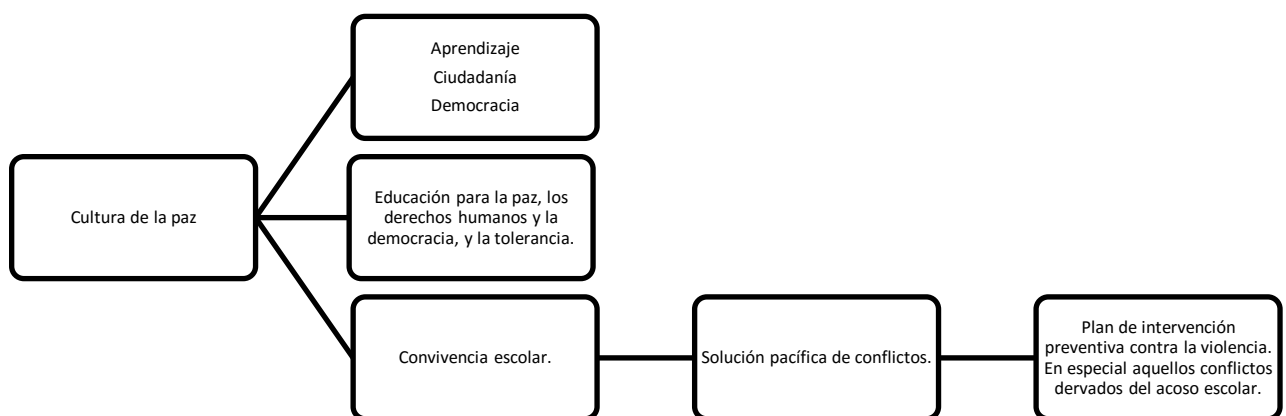 Aprendizaje
Ciudadanía
Democracia
Cultura de la paz
Educación para la paz, los
derechos humanos y la
democracia, y la tolerancia.
Convivencia escolar.
Solución pacífica de conflictos.
Plan de intervención
preventiva contra la violencia.
En especial aquellos conflictos
dervados del acoso escolar.